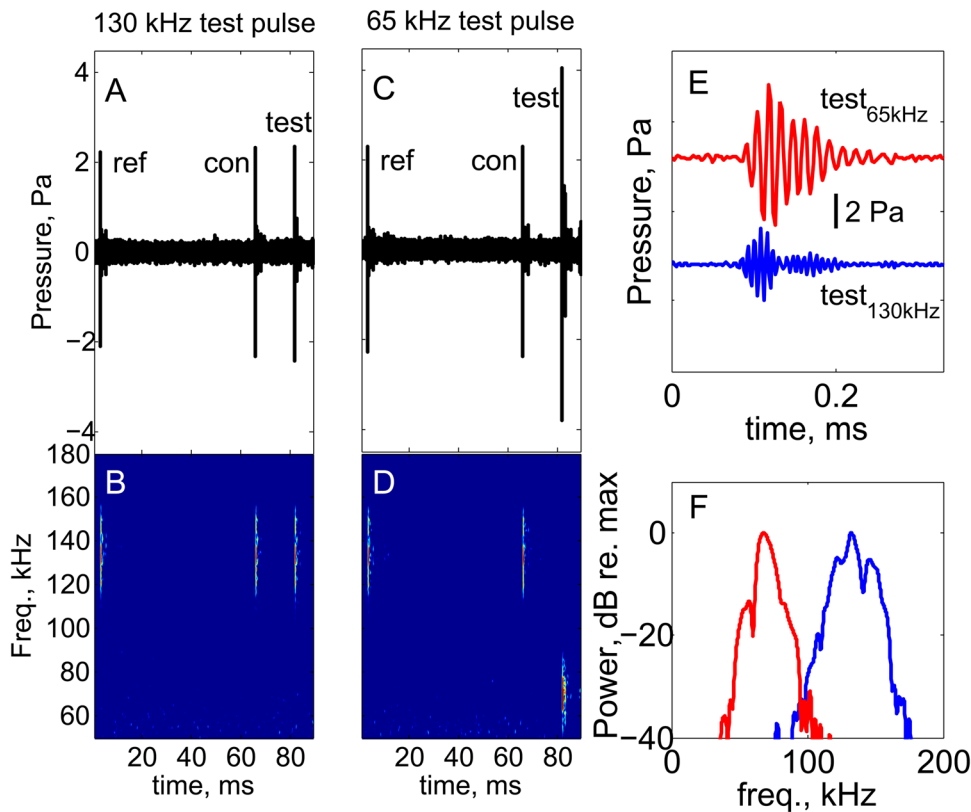 130 kHz test pulse
65 kHz test pulse
A
ref
con
test
4
2
0
−2
−4
Pressure, Pa
C
ref
con
test
E
test65kHz
2 Pa
test130kHz
Pressure, Pa
0
0.2
time, ms
B
180
160
140
120
100
80
60
Freq., kHz
20
40
60
80
time, ms
D
20
40
60
80
time, ms
F
0
−20
−40
Power, dB re. max
0
100
200
freq., kHz